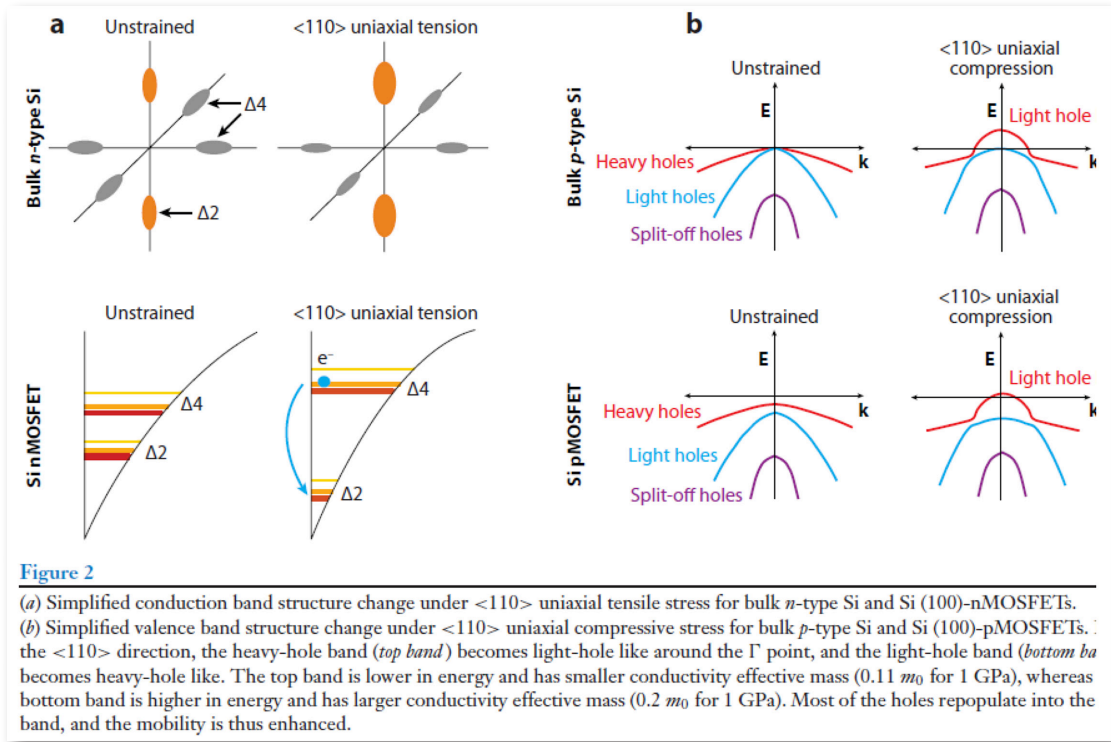 a
Unstrained
<110> uniaxial tension
Bulk n-type Si
Δ4
Δ2
Unstrained
<110> uniaxial tension
Si nMOSFET
Δ4
Δ2
e⁻
Δ4
Δ2
b
Unstrained
<110> uniaxial
compression
Bulk p-type Si
E
k
Heavy holes
Light holes
Split-off holes
E
Light hole
k
Unstrained
<110> uniaxial
compression
Si pMOSFET
E
k
Heavy holes
Light holes
Split-off holes
E
Light hole
k
Figure 2
(a) Simplified conduction band structure change under <110> uniaxial tensile stress for bulk n-type Si and Si (100)-nMOSFETs.
(b) Simplified valence band structure change under <110> uniaxial compressive stress for bulk p-type Si and Si (100)-pMOSFETs.
the <110> direction, the heavy-hole band (top band) becomes light-hole like around the Γ point, and the light-hole band (bottom
becomes heavy-hole like. The top band is lower in energy and has smaller conductivity effective mass (0.11 m₀ for 1 GPa), whereas
bottom band is higher in energy and has larger conductivity effective mass (0.2 m₀ for 1 GPa). Most of the holes repopulate into the
band, and the mobility is thus enhanced.